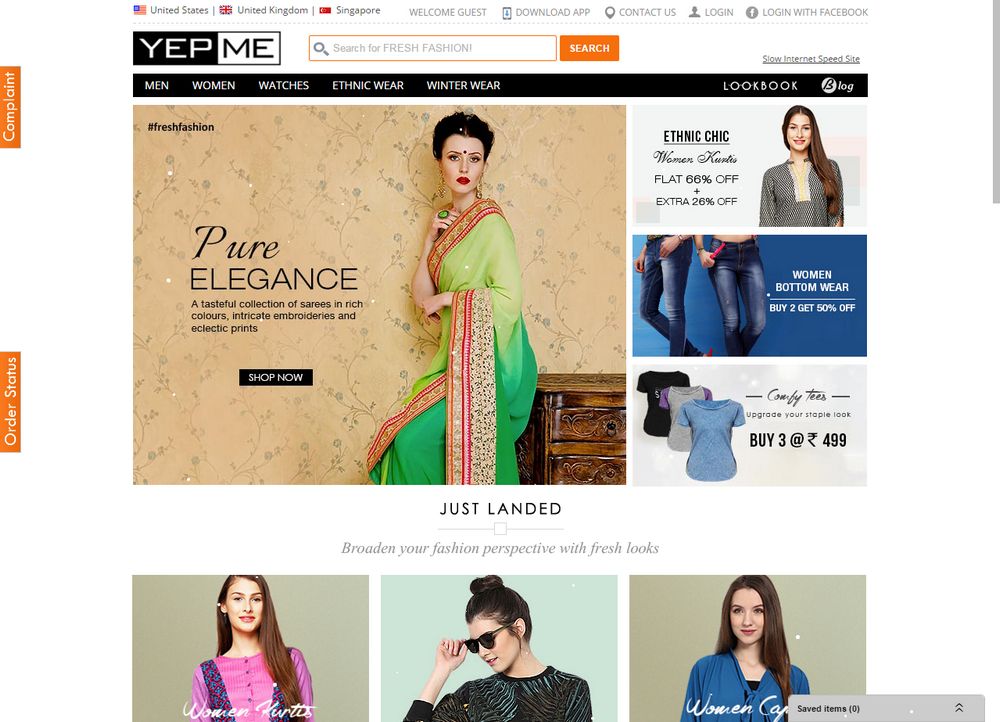 United States | United Kingdom | Singapore
WELCOME GUEST DOWNLOAD APP CONTACT US LOGIN LOGIN WITH FACEBOOK
YEPME
Search for FRESH FASHION! SEARCH
Slow Internet Speed Site
MEN WOMEN WATCHES ETHNIC WEAR WINTER WEAR LOOKBOOK Blog
Complaint
Order Status
#freshfashion
Pure
ELEGANCE
A tasteful collection of sarees in rich
colours, intricate embroideries and
eclectic prints
SHOP NOW
ETHNIC CHIC
Women Kurtis
FLAT 66% OFF
+
EXTRA 26% OFF
WOMEN
BOTTOM WEAR
BUY 2 GET 50% OFF
Comfy Tees
Upgrade your staple look
BUY 3 @ ₹ 499
JUST LANDED
Broaden your fashion perspective with fresh looks
Women Kurtis
Women
Saved items (0)